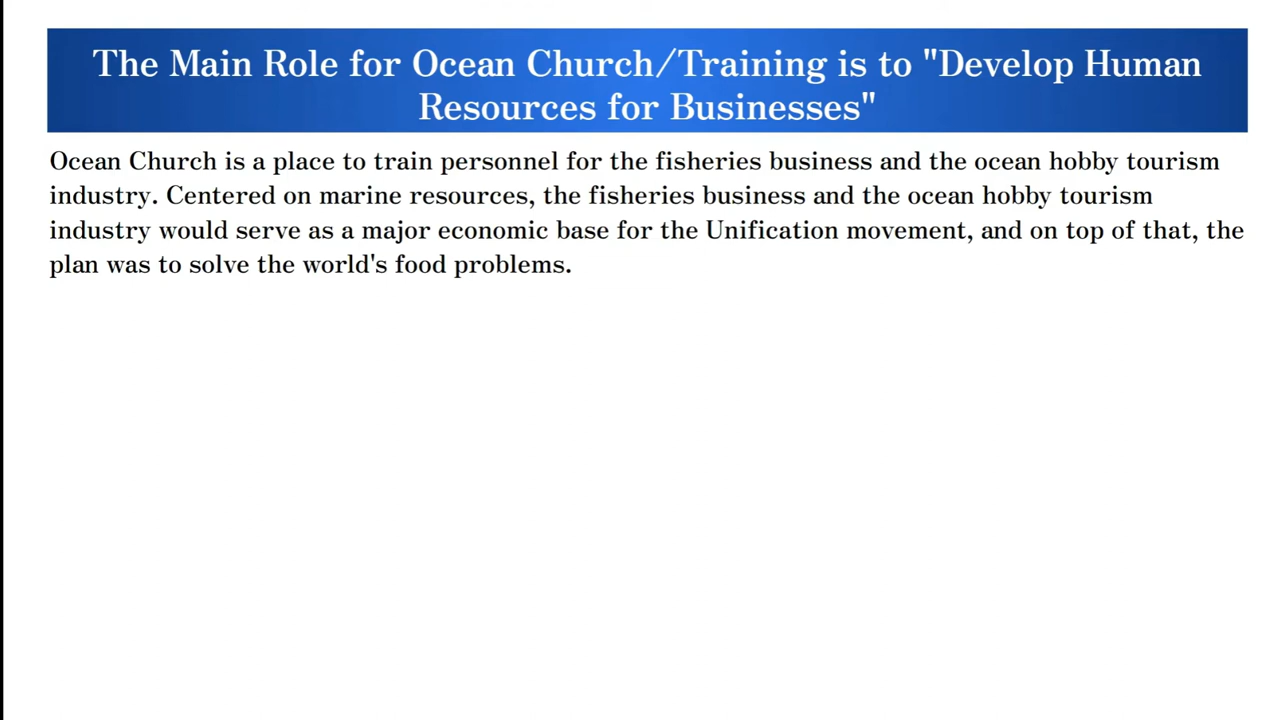 The Main Role for Ocean Church/Training is to "Develop Human
Resources for Businesses"
Ocean Church is a place to train personnel for the fisheries business and the ocean hobby tourism
industry. Centered on marine resources, the fisheries business and the ocean hobby tourism
industry would serve as a major economic base for the Unification movement, and on top of that, the
plan was to solve the world's food problems.